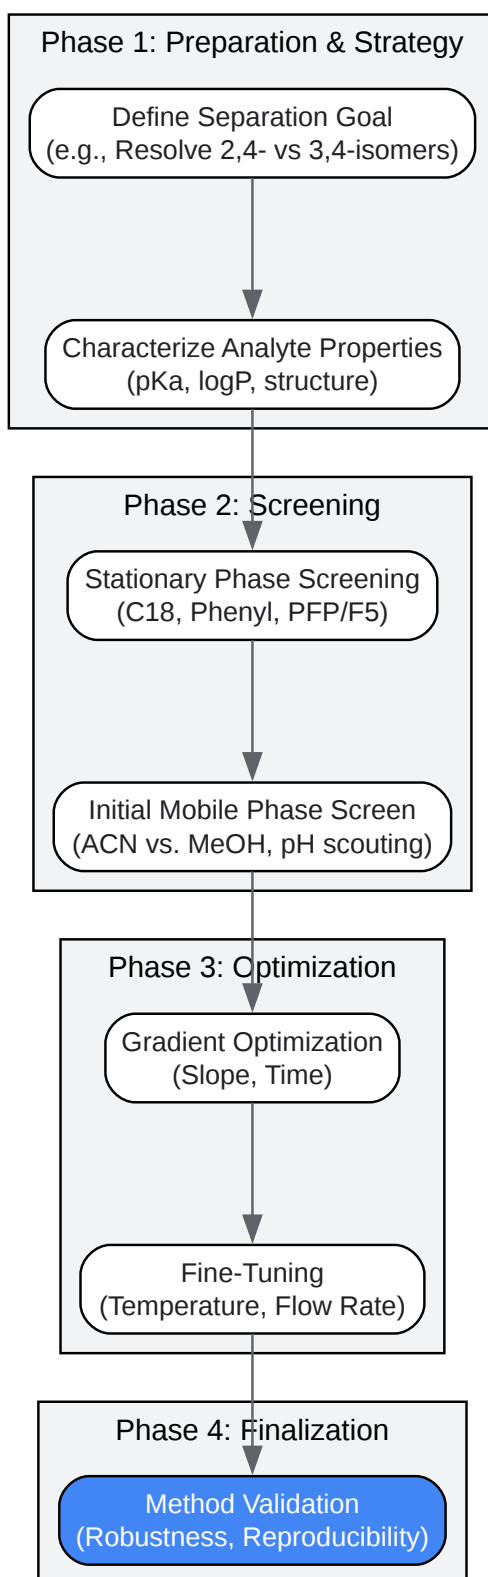 Phase 1: Preparation & Strategy
Define Separation Goal
(e.g., Resolve 2,4- vs 3,4-isomers)
Characterize Analyte Properties
(pKa, logP, structure)
Phase 2: Screening
Stationary Phase Screening
(C18, Phenyl, PFP/F5)
Initial Mobile Phase Screen
(ACN vs. MeOH, pH scouting)
Phase 3: Optimization
Gradient Optimization
(Slope, Time)
Fine-Tuning
(Temperature, Flow Rate)
Phase 4: Finalization
Method Validation
(Robustness, Reproducibility)